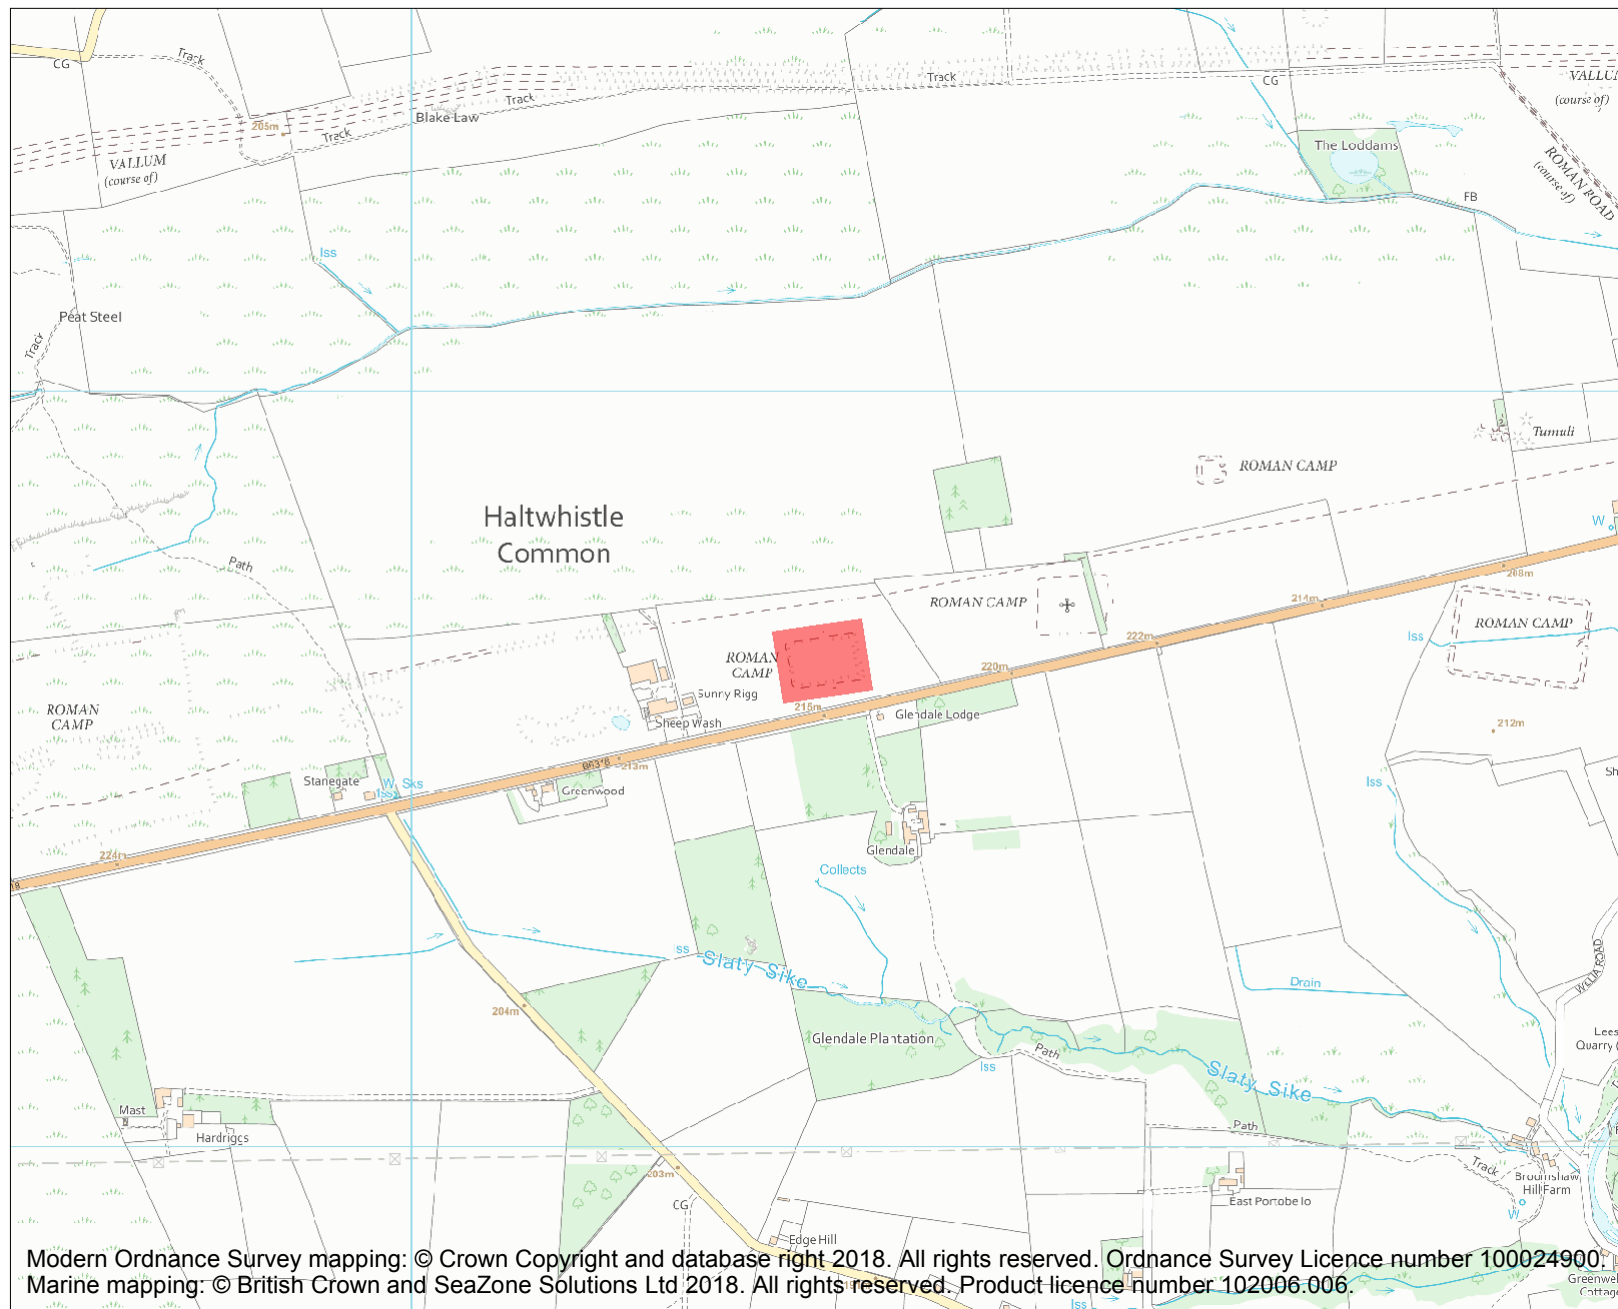 CG
Track
Track
Track
Track
Blake Law
205m
VALLUM
(course of)
CG
VALLUM
(course of)
The Loddams
ROMAN ROAD
(course of)
FB
Iss
Peat Steel
Track
Tumuli
ROMAN CAMP
W
Haltwhistle
Common
Path
208m
ROMAN CAMP
214m
222m
Iss
ROMAN CAMP
ROMAN
CAMP
220m
Sunny Rigg
215m
Glendale Lodge
ROMAN
CAMP
Sheep Wash
212m
213m
Stanegate
W
Sks
Iss
Greenwood
Iss
224m
Glendale
Collects
Iss
Slaty Sike
Drain
204m
Glendale Plantation
Path
Iss
Slaty Sike
Mast
Hardriggs
Path
203m
Track
CG
East Portobello
Broomshaw
Hill Farm
W
Edge Hill
Modern Ordnance Survey mapping: © Crown Copyright and database right 2018. All rights reserved. Ordnance Survey Licence number 100024900.
Marine mapping: © British Crown and SeaZone Solutions Ltd 2018. All rights reserved. Product licence number 102006.006.
Iss